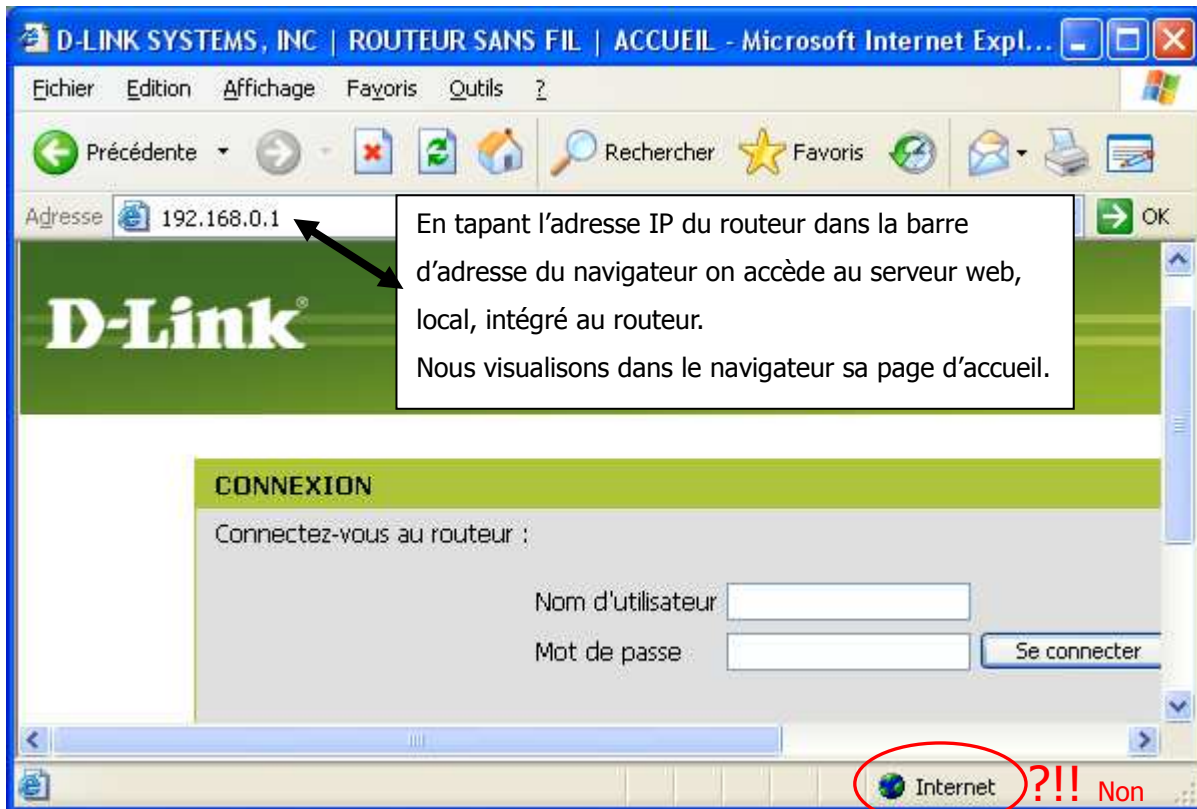 D-LINK SYSTEMS, INC | ROUTEUR SANS FIL | ACCUEIL - Microsoft Internet Expl...
Fichier Edition Affichage Favoris Outils ?
Précédente Rechercher Favoris
Adresse 192.168.0.1 OK
En tapant l’adresse IP du routeur dans la barre
d’adresse du navigateur on accède au serveur web,
local, intégré au routeur.
Nous visualisons dans le navigateur sa page d’accueil.
D-Link®
CONNEXION
Connectez-vous au routeur :
Nom d'utilisateur
Mot de passe Se connecter
Internet ?!! Non